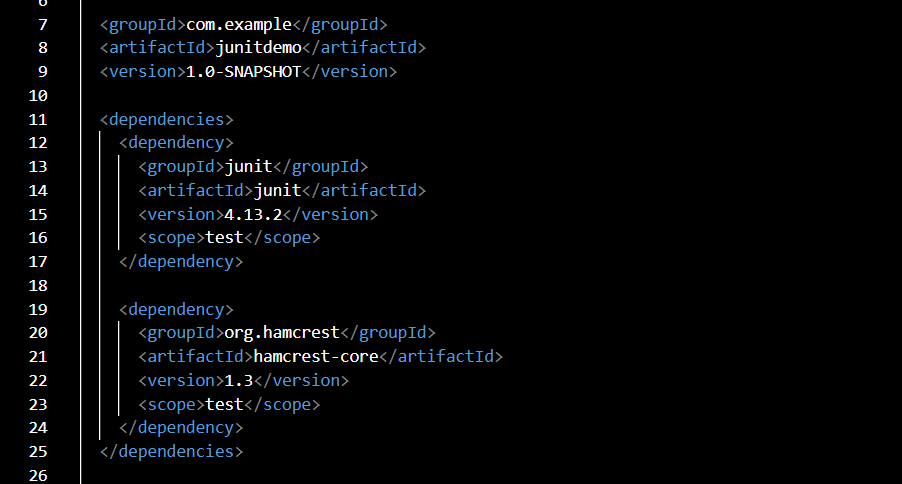 6
7 <groupId>com.example</groupId>
8 <artifactId>junitdemo</artifactId>
9 <version>1.0-SNAPSHOT</version>
10
11 <dependencies>
12 <dependency>
13 <groupId>junit</groupId>
14 <artifactId>junit</artifactId>
15 <version>4.13.2</version>
16 <scope>test</scope>
17 </dependency>
18
19 <dependency>
20 <groupId>org.hamcrest</groupId>
21 <artifactId>hamcrest-core</artifactId>
22 <version>1.3</version>
23 <scope>test</scope>
24 </dependency>
25 </dependencies>
26